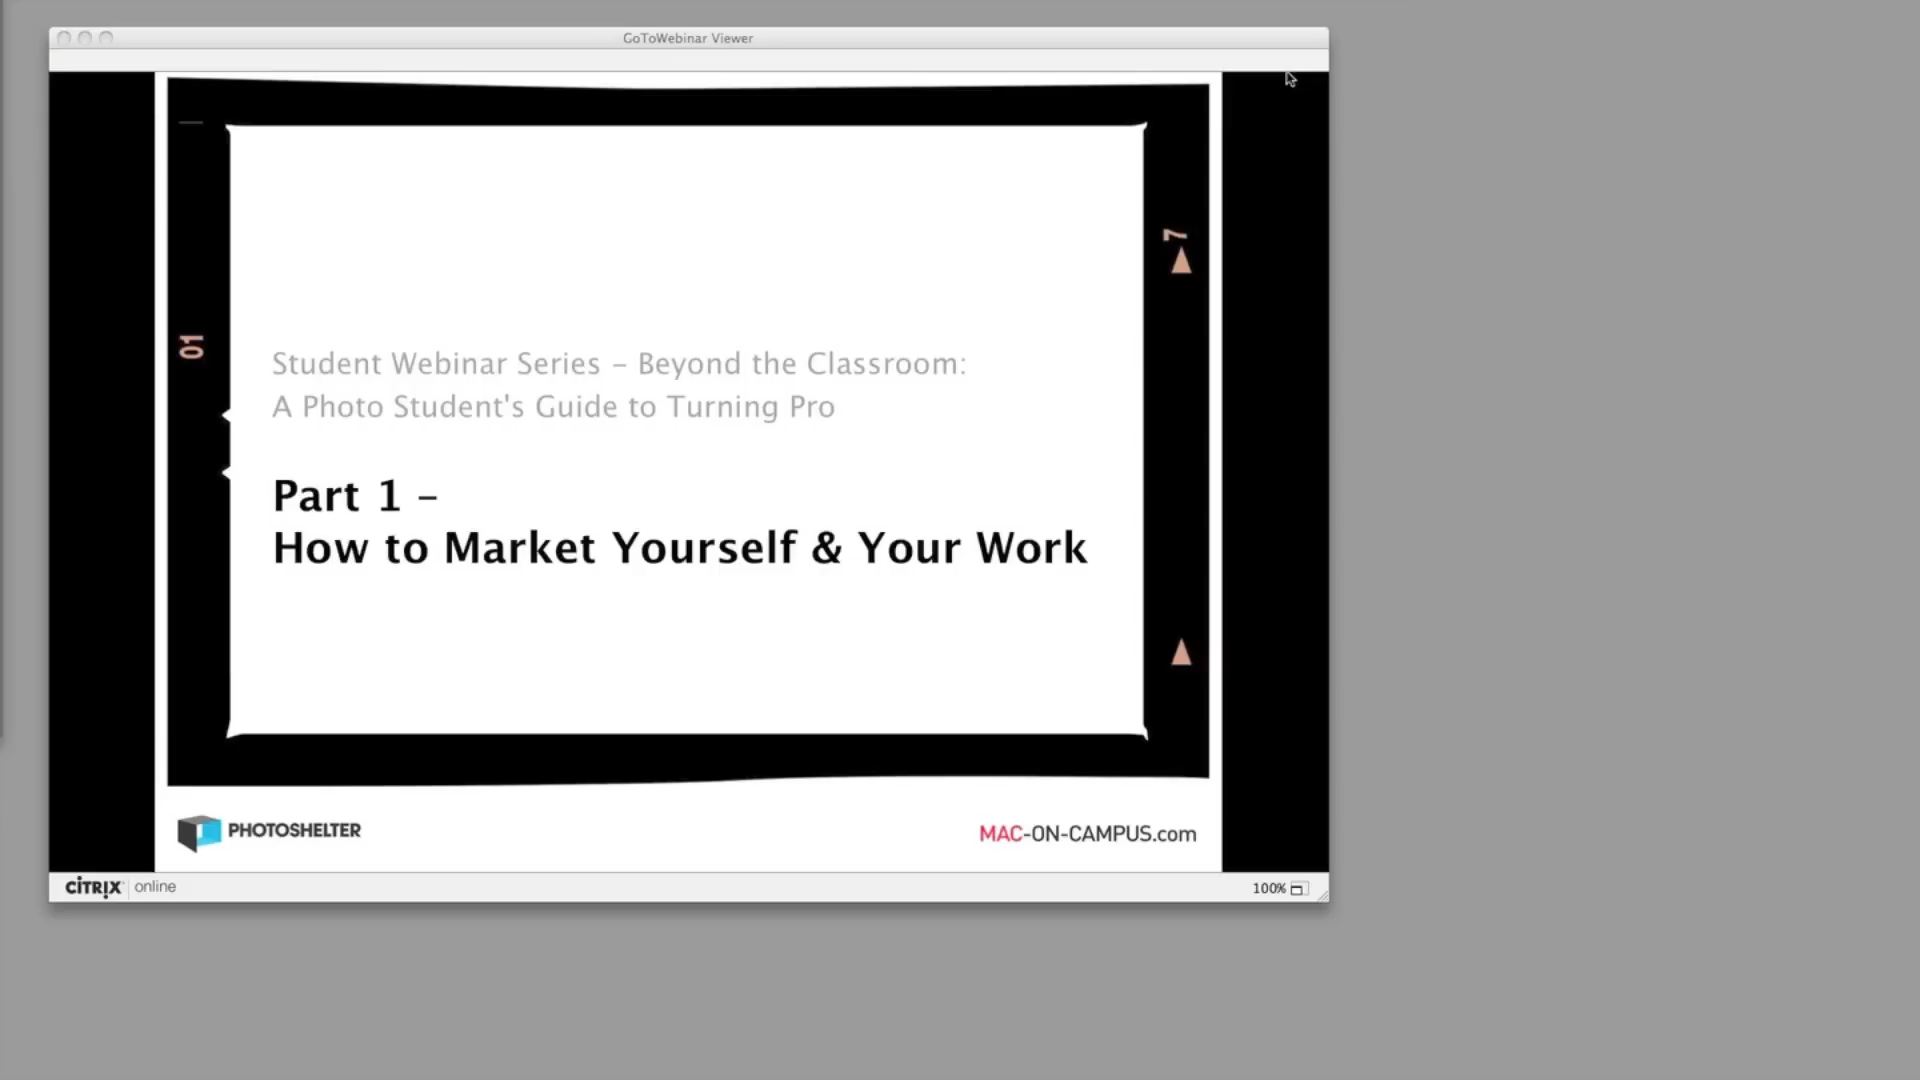 GoToWebinar Viewer
7
01
Student Webinar Series – Beyond the Classroom:
A Photo Student's Guide to Turning Pro
Part 1 –
How to Market Yourself & Your Work
PHOTOSHELTER
MAC-ON-CAMPUS.com
CITRIX online
100%